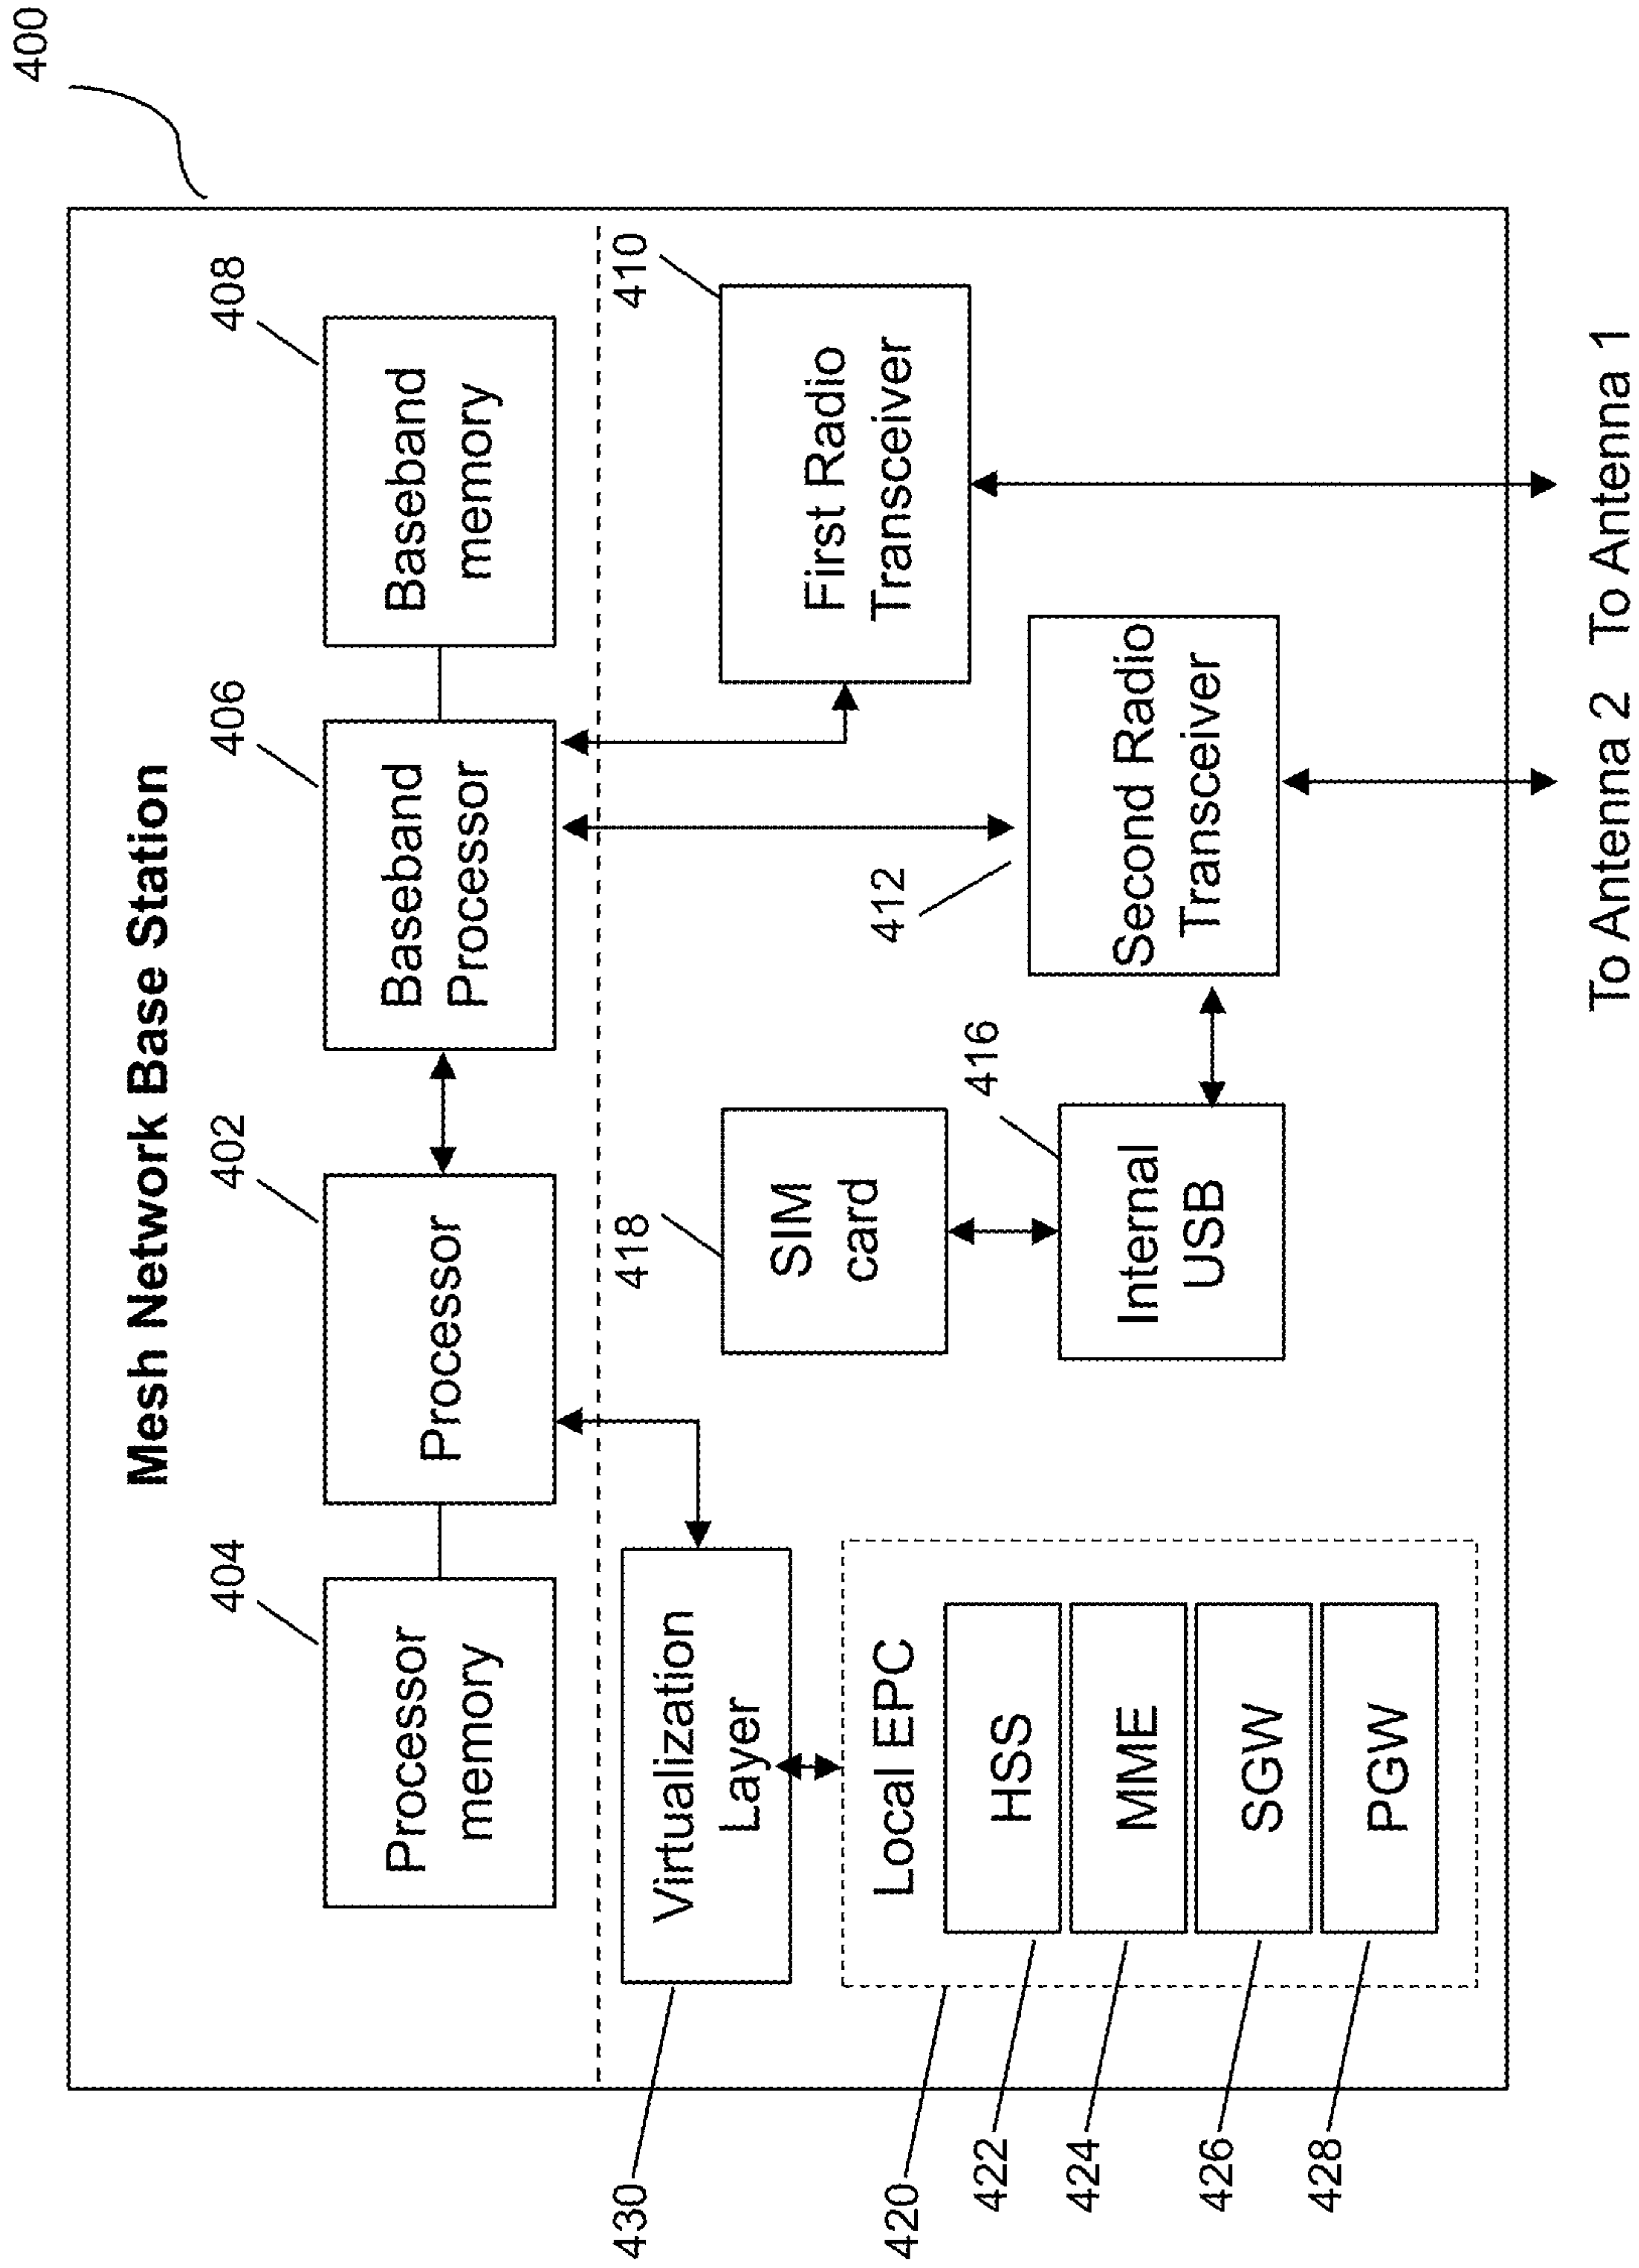 400
Mesh Network Base Station
404
402
406
408
Processor
memory
Processor
Baseband
Processor
Baseband
memory
430
Virtualization
Layer
418
SIM
card
410
First Radio
Transceiver
412
420
Local EPC
422
HSS
424
MME
426
SGW
428
PGW
416
Internal
USB
Second Radio
Transceiver
To Antenna 2
To Antenna 1